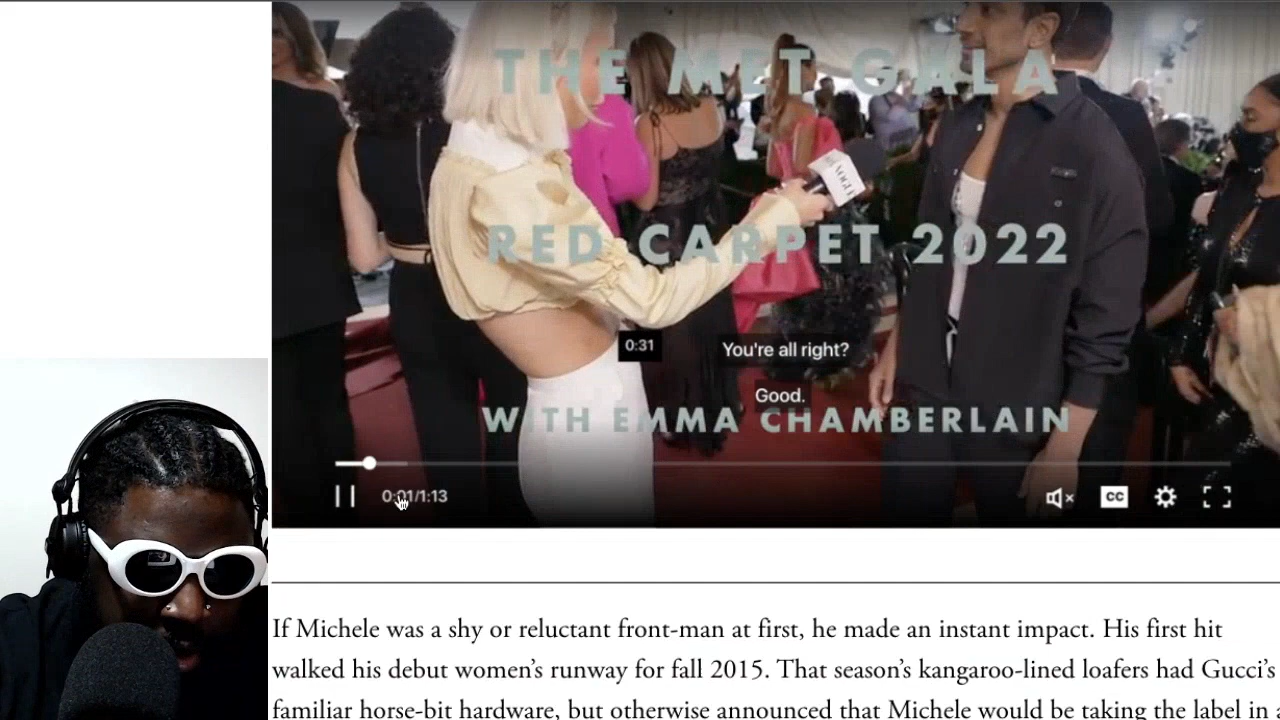 THE MET GALA
VOGUE
RED CARPET 2022
0:31
You're all right?
Good.
WITH EMMA CHAMBERLAIN
0:01/1:13
CC
If Michele was a shy or reluctant front-man at first, he made an instant impact. His first hit
walked his debut women's runway for fall 2015. That season's kangaroo-lined loafers had Gucci's
familiar horse-bit hardware, but otherwise announced that Michele would be taking the label in a